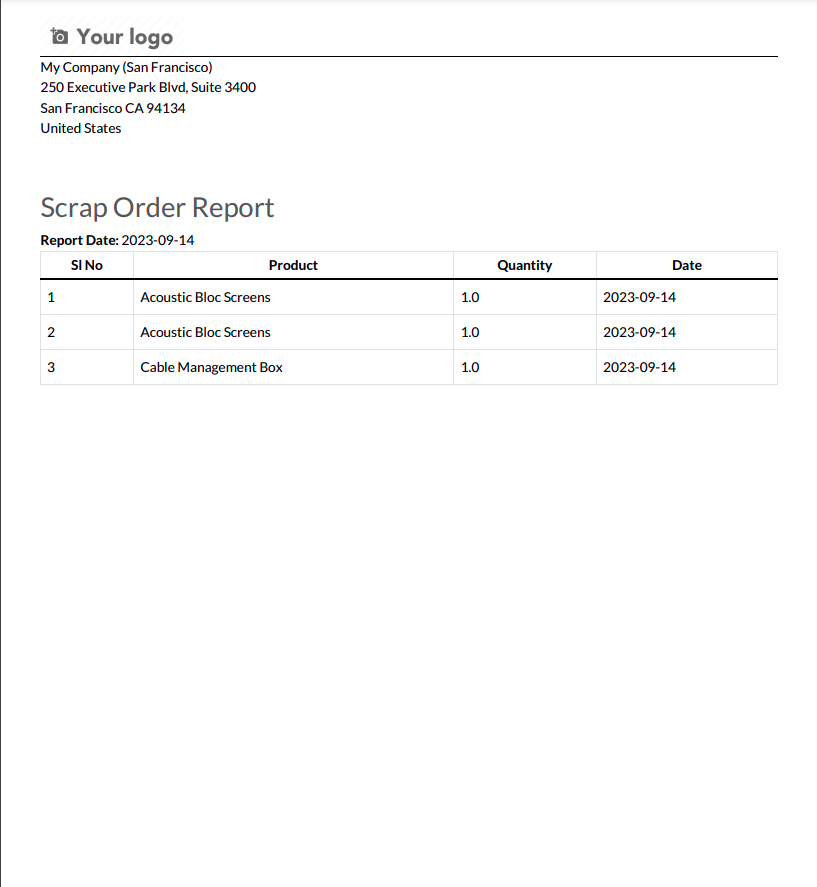 Your logo
My Company (San Francisco)
250 Executive Park Blvd, Suite 3400
San Francisco CA 94134
United States
Scrap Order Report
Report Date: 2023-09-14
Sl No Product Quantity Date
1 Acoustic Bloc Screens 1.0 2023-09-14
2 Acoustic Bloc Screens 1.0 2023-09-14
3 Cable Management Box 1.0 2023-09-14